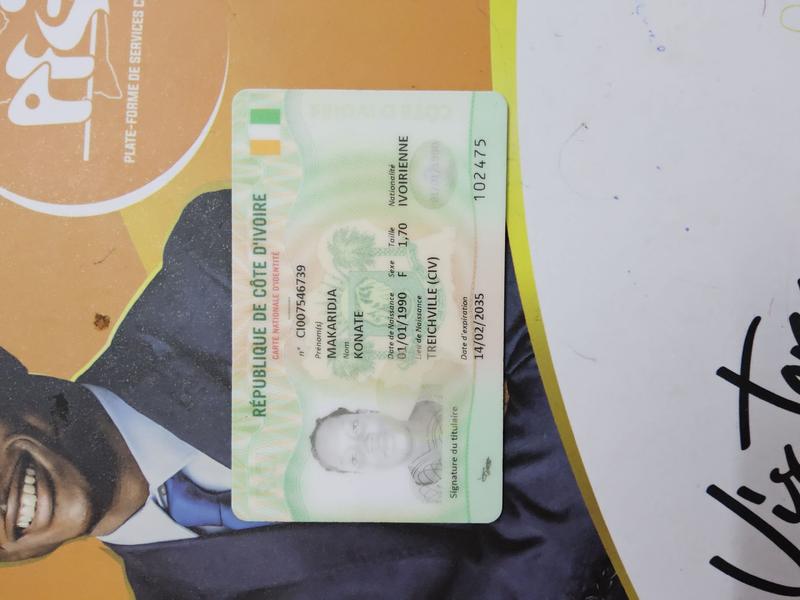 PLATE-FORME DE SERVICES
RÉPUBLIQUE DE CÔTE D'IVOIRE
CARTE NATIONALE D'IDENTITÉ
n° CI007546739
Prénom(s)
MAKARIDJA
Nom
KONATE
Date de Naissance Sexe Taille Nationalité
01/01/1990 F 1,70 IVOIRIENNE
Lieu de Naissance
TREICHVILLE (CIV)
Date d'expiration
14/02/2035
102475
Signature du titulaire
Vis